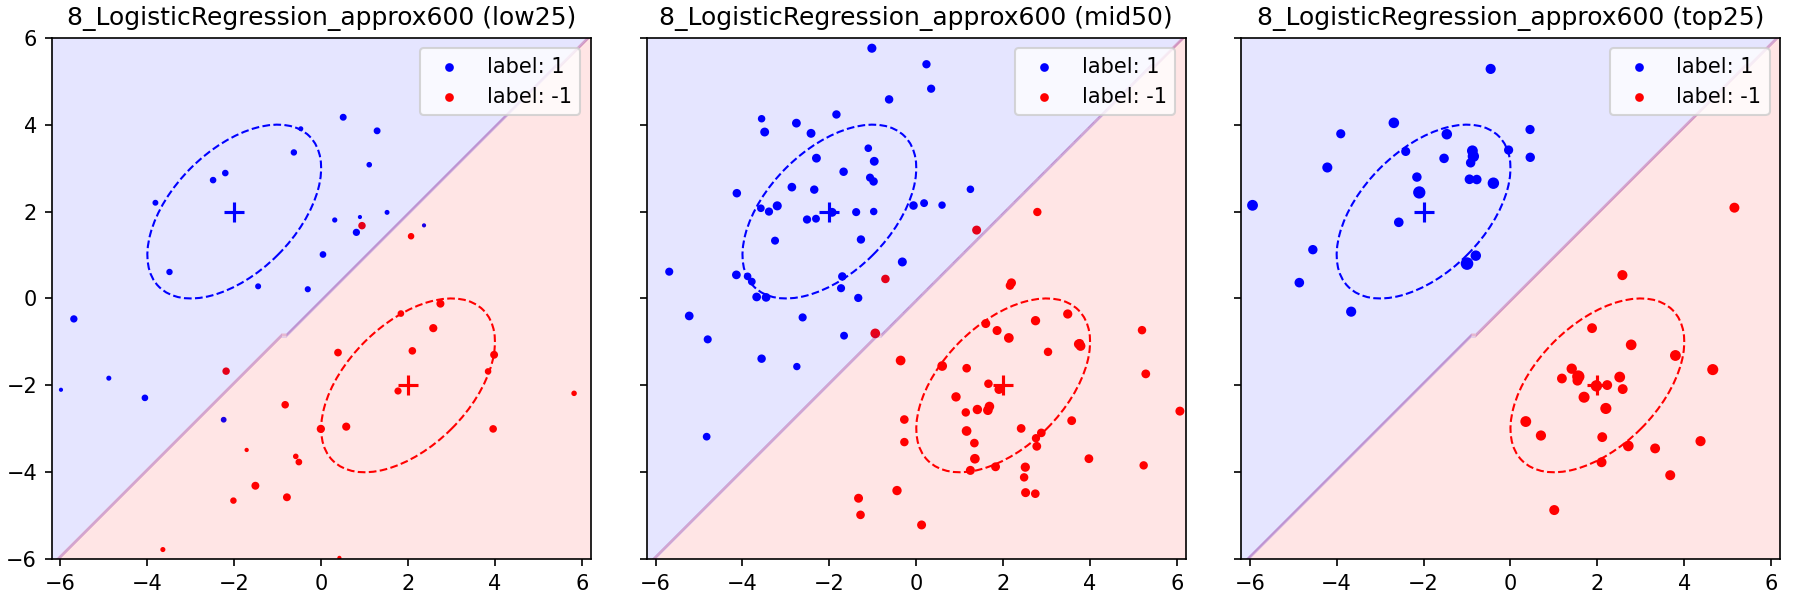 8_LogisticRegression_approx600 (low25)
8_LogisticRegression_approx600 (mid50)
8_LogisticRegression_approx600 (top25)
label: 1
label: -1
label: 1
label: -1
label: 1
label: -1
6
4
2
0
−2
−4
−6
−6 −4 −2 0 2 4 6
−6 −4 −2 0 2 4 6
−6 −4 −2 0 2 4 6